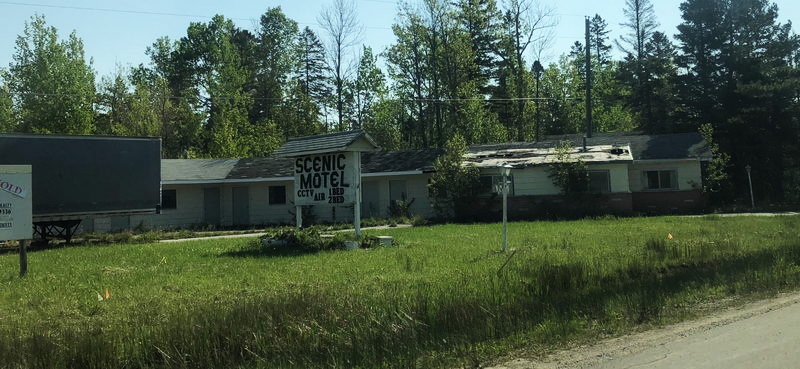 OLD
SCENIC
MOTEL
CCTV AIR 1 BED
2 BED